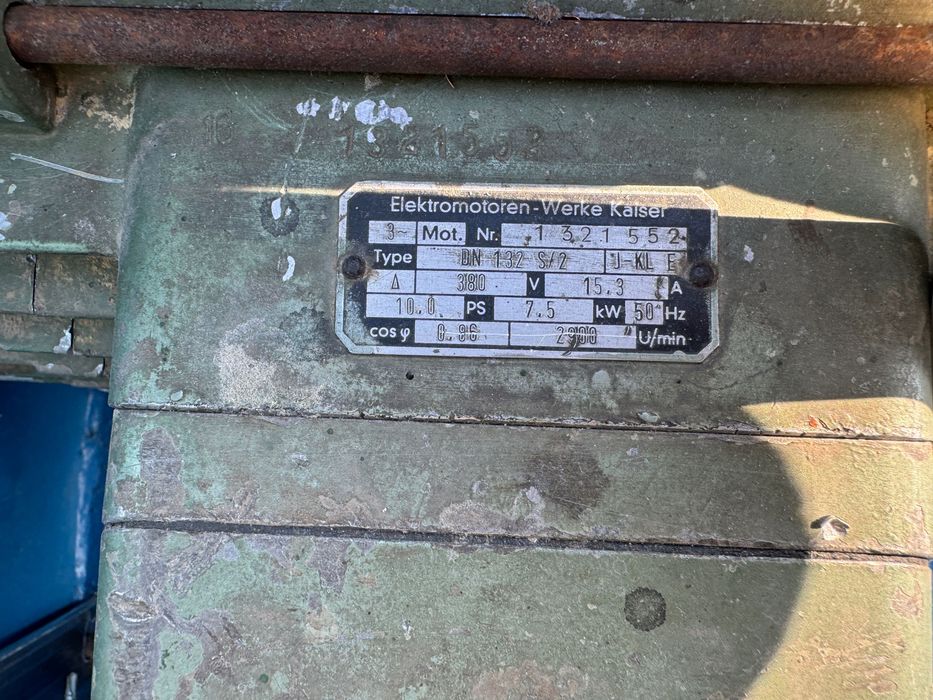 1321552
Elektromotoren-Werke Kaiser
3~ Mot. Nr. 1321552
Type DN 132 S/2 J-KL E
Δ 380 V 15.3 A
10.0 PS 7.5 kW 50 Hz
cos φ 0.86 2900 U/min